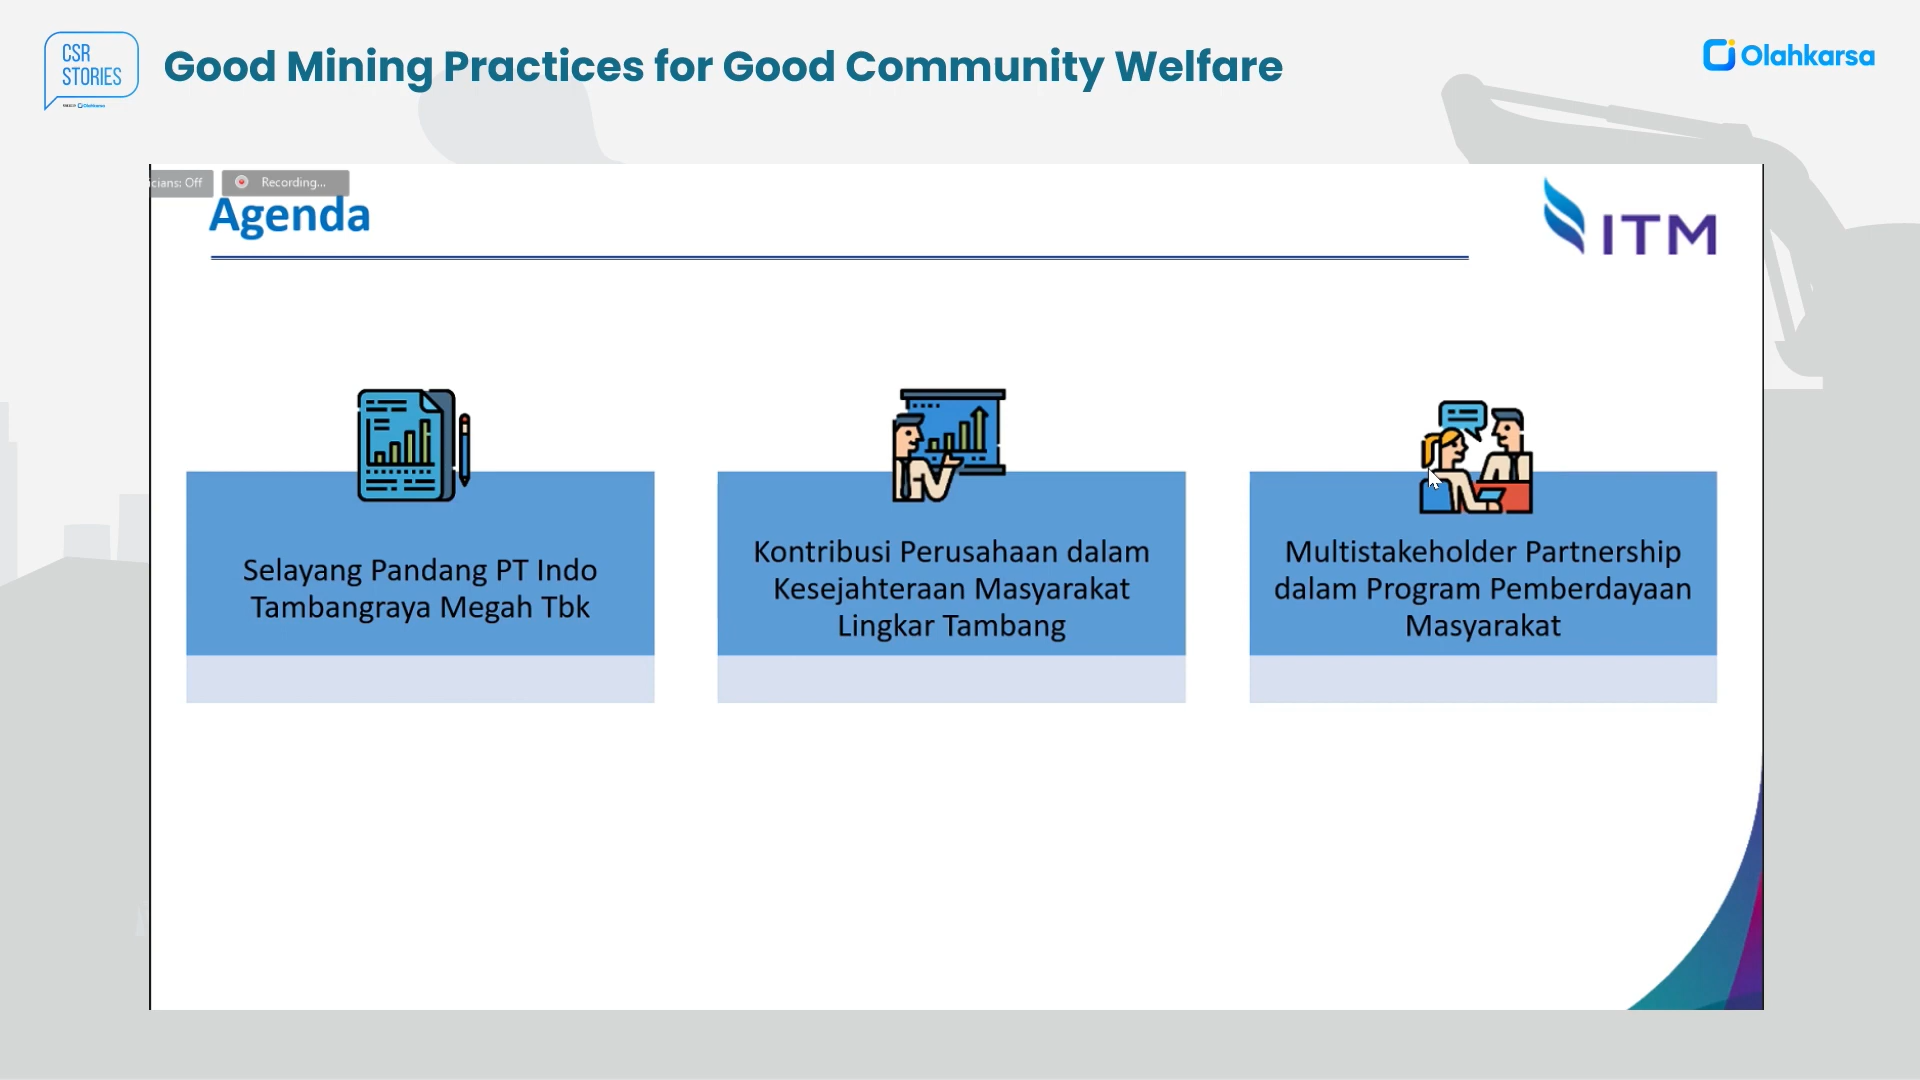 CSR
STORIES
Good Mining Practices for Good Community Welfare
Olahkarsa
icians: Off
Recording...
Agenda
ITM
Selayang Pandang PT Indo
Tambangraya Megah Tbk
Kontribusi Perusahaan dalam
Kesejahteraan Masyarakat
Lingkar Tambang
Multistakeholder Partnership
dalam Program Pemberdayaan
Masyarakat